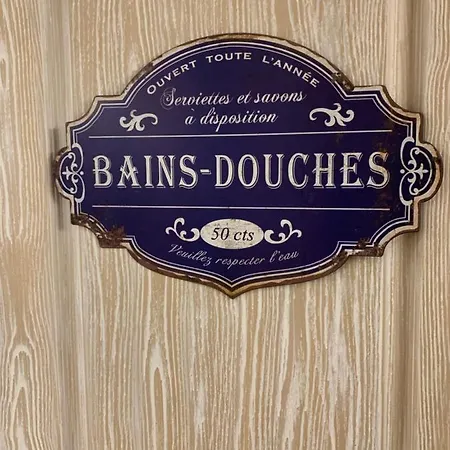 OUVERT TOUTE L'ANNÉE
Serviettes et savons
à disposition
BAINS-DOUCHES
50 cts
Veuillez respecter l'eau